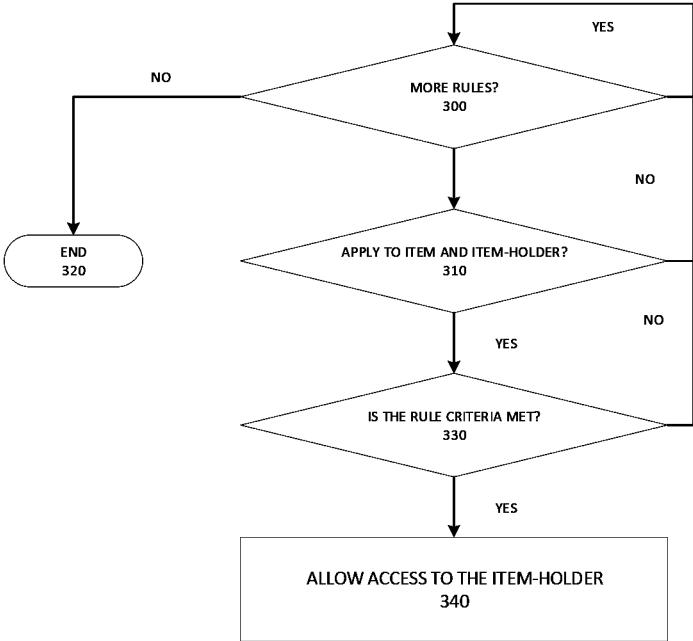 YES
NO
MORE RULES?
300
NO
END
320
APPLY TO ITEM AND ITEM-HOLDER?
310
NO
YES
IS THE RULE CRITERIA MET?
330
YES
ALLOW ACCESS TO THE ITEM-HOLDER
340